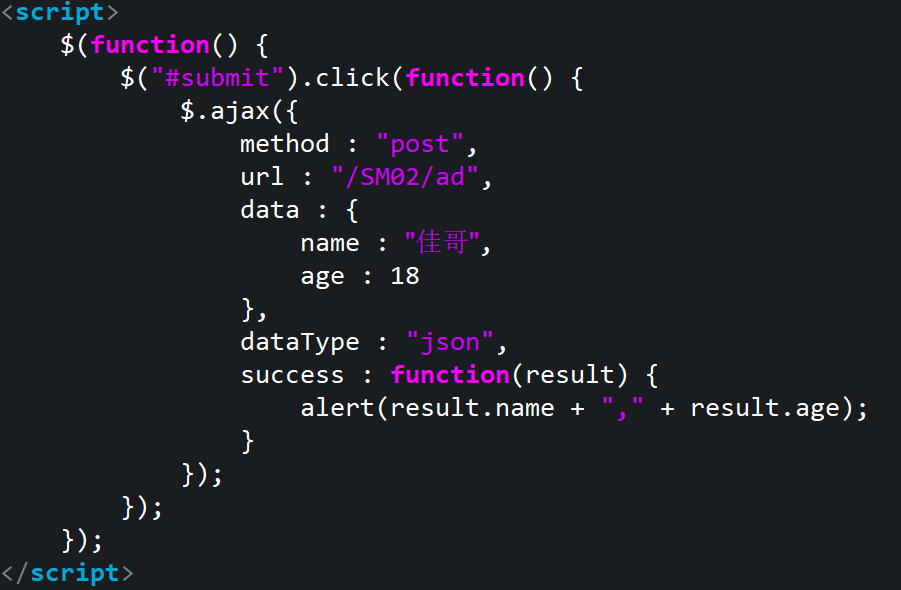 <script>
$(function() {
$("#submit").click(function() {
$.ajax({
method : "post",
url : "/SM02/ad",
data : {
name : "佳哥",
age : 18
},
dataType : "json",
success : function(result) {
alert(result.name + "," + result.age);
}
});
});
});
</script>